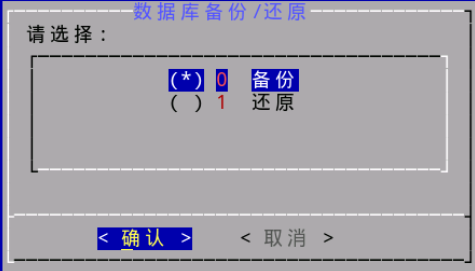 数据库备份/还原
请选择：
(*) 0 备份
( ) 1 还原
< 确认 > < 取消 >